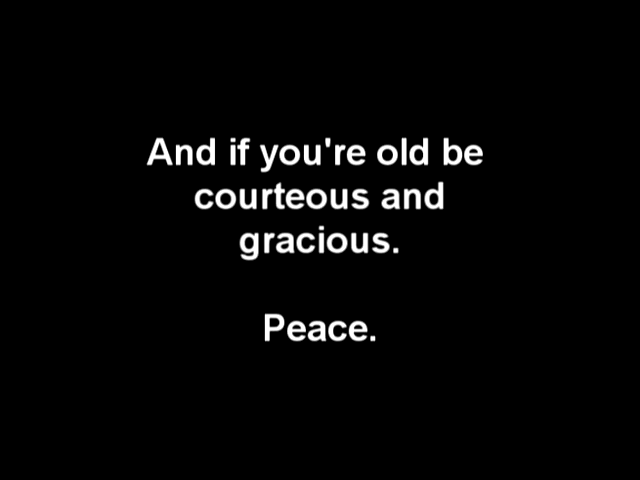 And if you're old be
courteous and
gracious.
Peace.